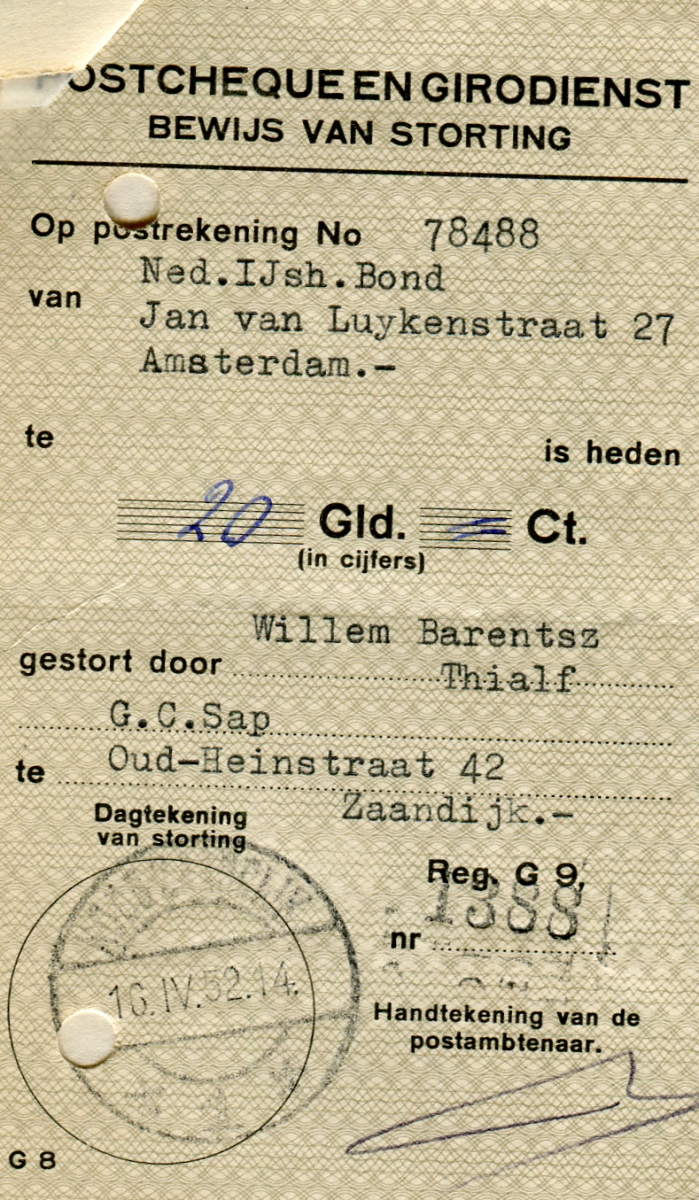 OSTCHEQUE EN GIRODIENST
BEWIJS VAN STORTING
Op postrekening No 78488
van Ned.IJsh.Bond
Jan van Luykenstraat 27
Amsterdam.-
te is heden
20 Gld. = Ct.
(in cijfers)
gestort door Willem Barentsz
Thialf
G.C.Sap
te Oud-Heinstraat 42
Zaandijk.-
Dagtekening
van storting
Reg. G 9,
nr 1388
16.IV.52.14.
Handtekening van de
postambtenaar.
G 8